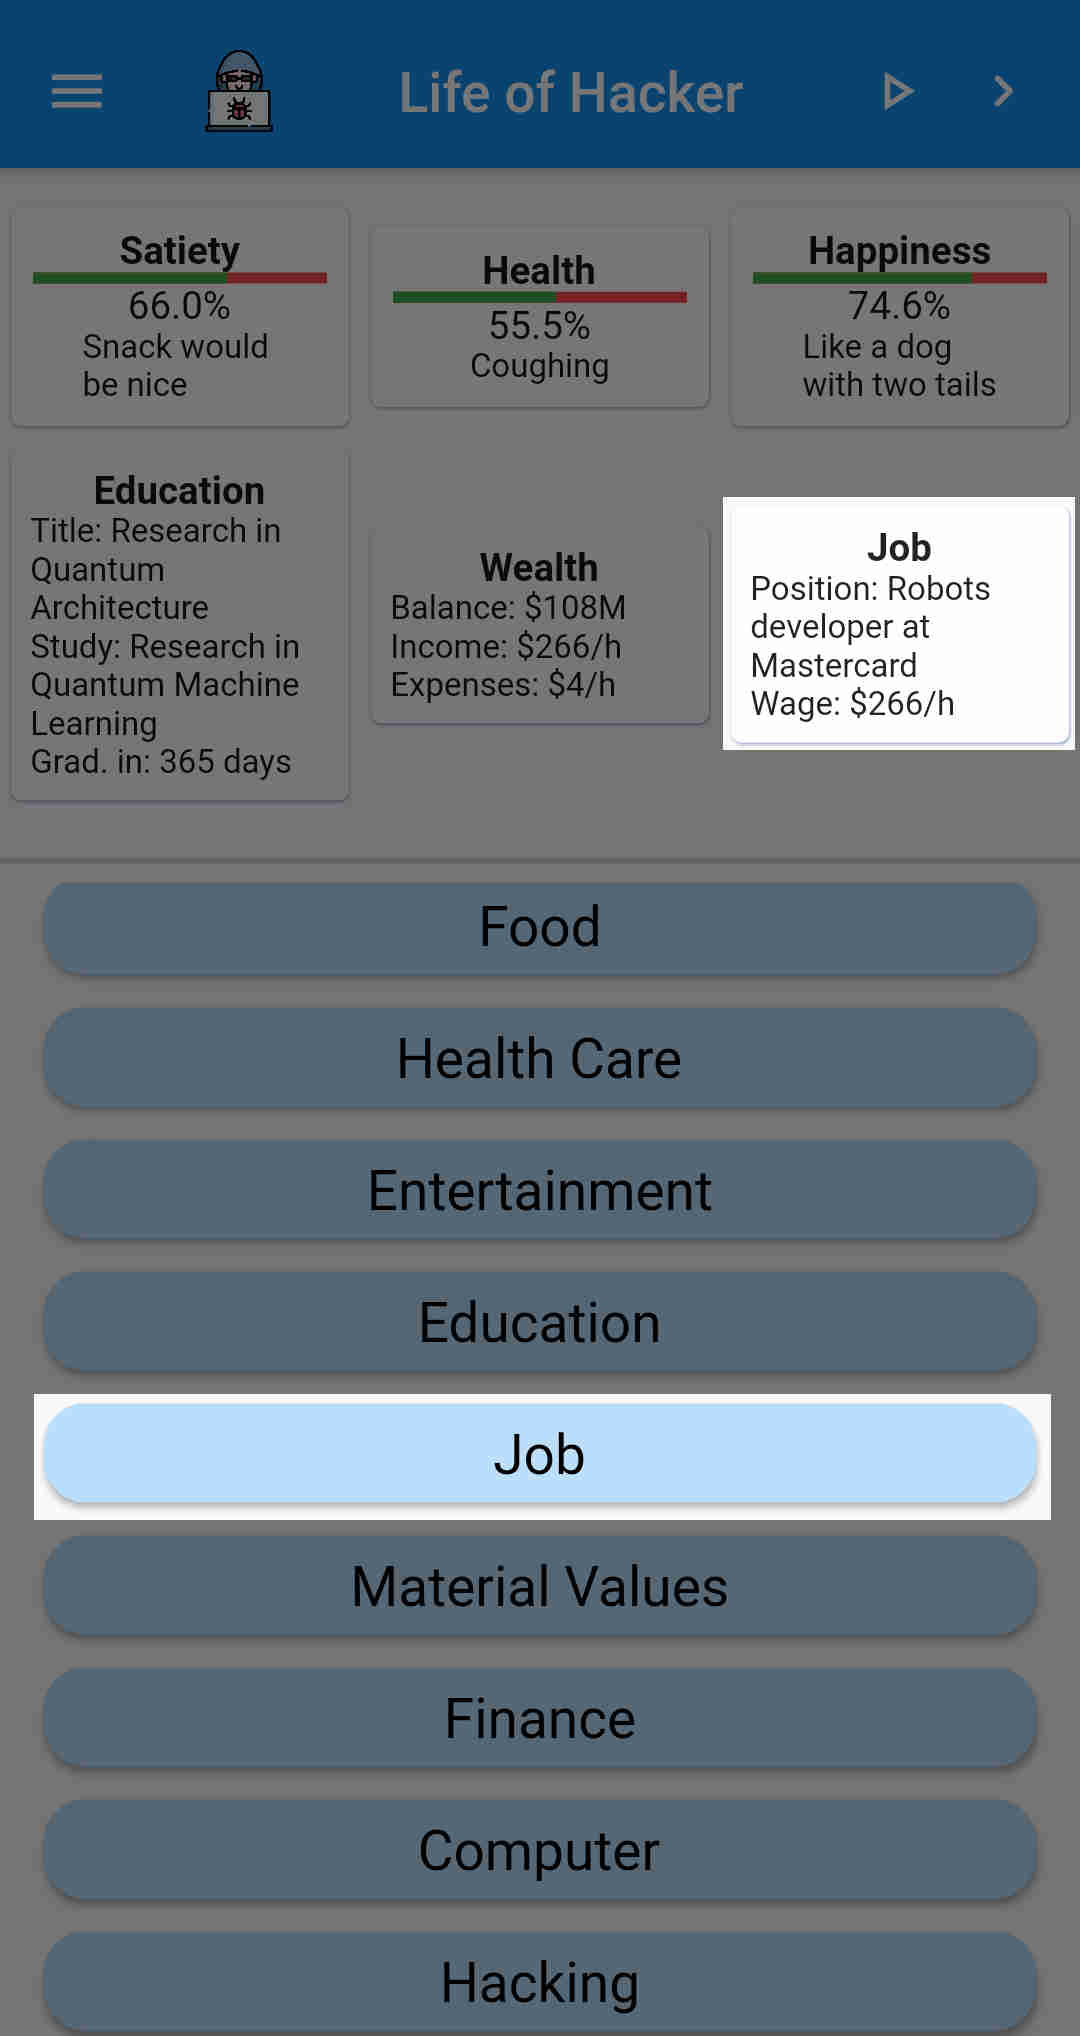 Life of Hacker
Satiety
66.0%
Snack would
be nice
Health
55.5%
Coughing
Happiness
74.6%
Like a dog
with two tails
Education
Title: Research in
Quantum
Architecture
Study: Research in
Quantum Machine
Learning
Grad. in: 365 days
Wealth
Balance: $108M
Income: $266/h
Expenses: $4/h
Job
Position: Robots
developer at
Mastercard
Wage: $266/h
Food
Health Care
Entertainment
Education
Job
Material Values
Finance
Computer
Hacking